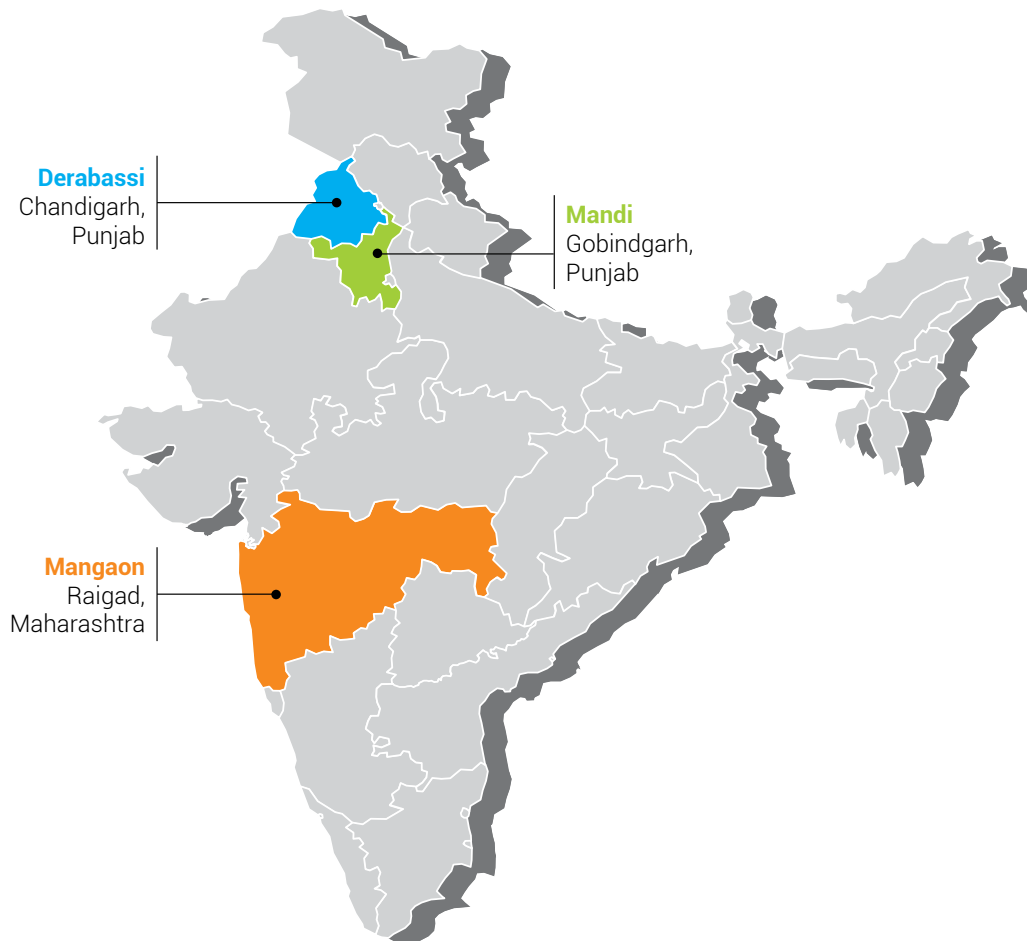 Derabassi
Chandigarh,
Punjab
Mandi
Gobindgarh,
Punjab
Mangaon
Raigad,
Maharashtra